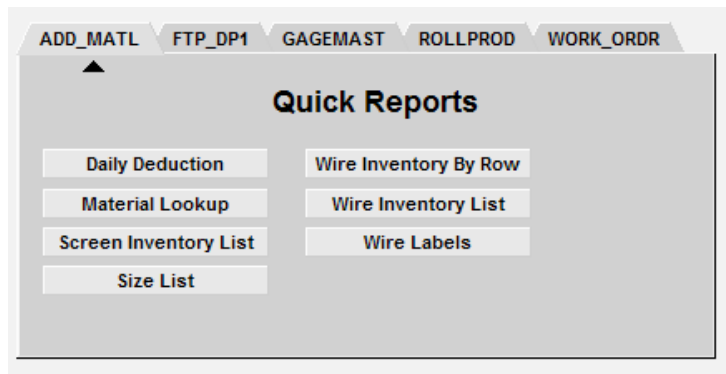 ADD_MATL FTP_DP1 GAGEMAST ROLLPROD WORK_ORDR
Quick Reports
Daily Deduction Wire Inventory By Row
Material Lookup Wire Inventory List
Screen Inventory List Wire Labels
Size List